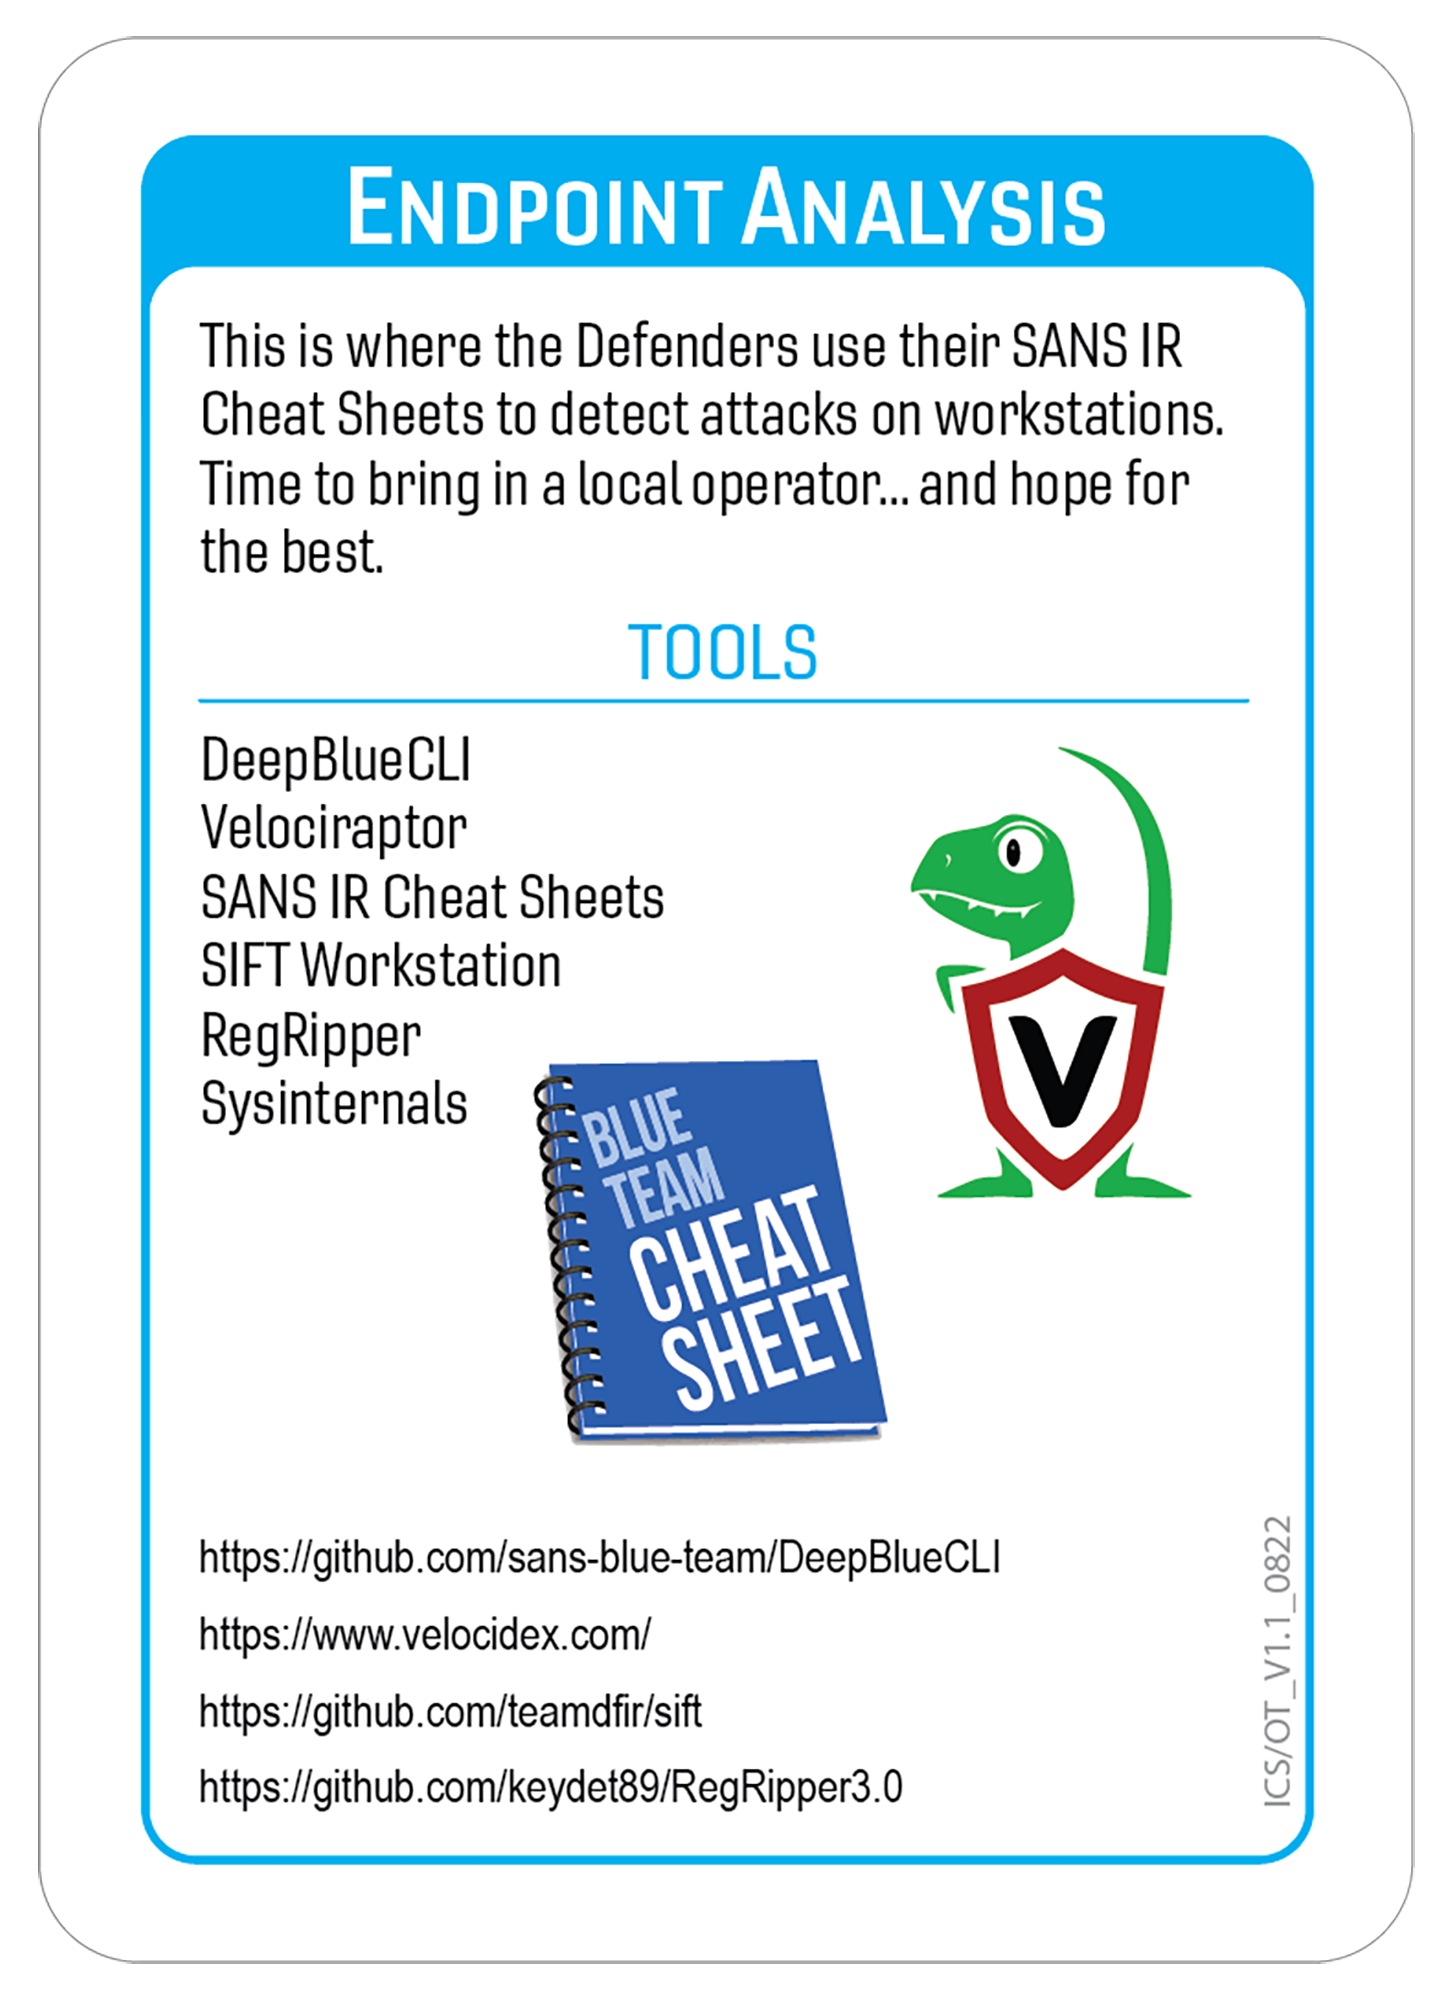 ENDPOINT ANALYSIS
This is where the Defenders use their SANS IR
Cheat Sheets to detect attacks on workstations.
Time to bring in a local operator... and hope for
the best.
TOOLS
DeepBlueCLI
Velociraptor
SANS IR Cheat Sheets
SIFT Workstation
RegRipper
Sysinternals
V
BLUE
TEAM
CHEAT
SHEET
https://github.com/sans-blue-team/DeepBlueCLI
https://www.velocidex.com/
https://github.com/teamdfir/sift
https://github.com/keydet89/RegRipper3.0
ICS/OT_V1.1_0822